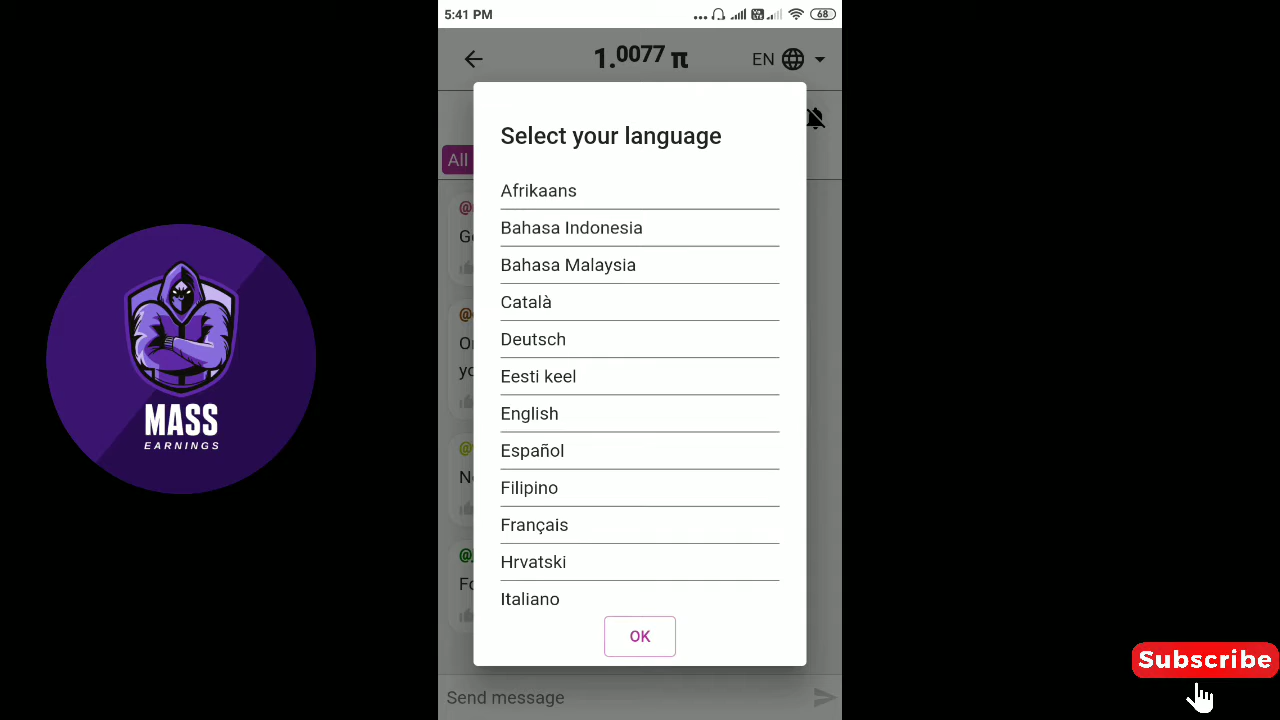 5:41 PM
68
1.0077 π
EN
All
Select your language
Afrikaans
Bahasa Indonesia
Bahasa Malaysia
Català
Deutsch
Eesti keel
English
Español
Filipino
Français
Hrvatski
Italiano
OK
Send message
MASS
EARNINGS
Subscribe